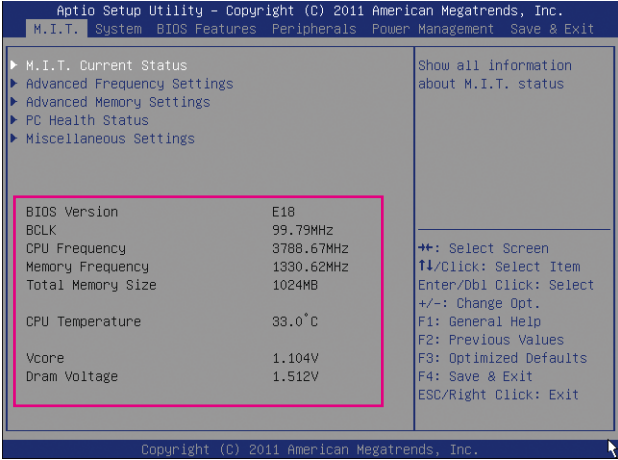 Aptio Setup Utility – Copyright (C) 2011 American Megatrends, Inc.
M.I.T. System BIOS Features Peripherals Power Management Save & Exit
M.I.T. Current Status
Advanced Frequency Settings
Advanced Memory Settings
PC Health Status
Miscellaneous Settings
Show all information
about M.I.T. status
BIOS Version E18
BCLK 99.79MHz
CPU Frequency 3788.67MHz
Memory Frequency 1330.62MHz
Total Memory Size 1024MB
CPU Temperature 33.0°C
Vcore 1.104V
Dram Voltage 1.512V
→←: Select Screen
↑↓/Click: Select Item
Enter/Dbl Click: Select
+/-: Change Opt.
F1: General Help
F2: Previous Values
F3: Optimized Defaults
F4: Save & Exit
ESC/Right Click: Exit
Copyright (C) 2011 American Megatrends, Inc.